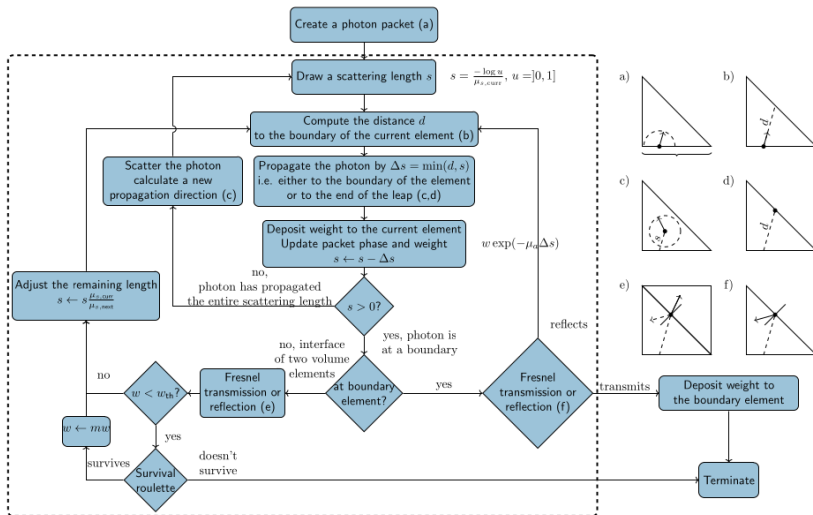 Create a photon packet (a)
Draw a scattering length s
s = −log u / μs,curr, u =]0, 1]
Compute the distance d
to the boundary of the current element (b)
Scatter the photon
calculate a new
propagation direction (c)
Propagate the photon by Δs = min(d, s)
i.e. either to the boundary of the element
or to the end of the leap (c,d)
Deposit weight to the current element
Update packet phase and weight
s ← s − Δs
w exp(−μaΔs)
Adjust the remaining length
s ← s μs,curr / μs,next
no,
photon has propagated
the entire scattering length
s > 0?
yes, photon is
at a boundary
no, interface
of two volume
elements
reflects
no
w < wth?
Fresnel
transmission or
reflection (e)
at boundary
element?
yes
Fresnel
transmission or
reflection (f)
transmits
Deposit weight to
the boundary element
w ← mw
yes
survives
Survival
roulette
doesn't
survive
Terminate
a)
b)
d
c)
s
d)
d
e)
f)